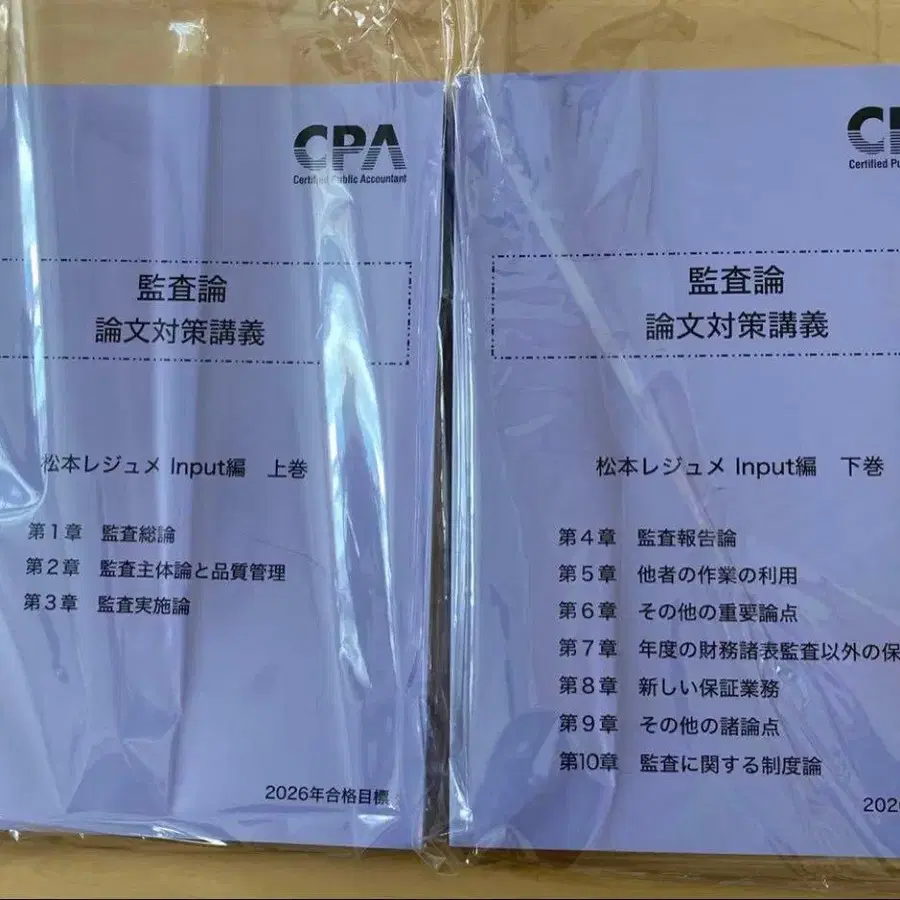 CPA
Certified Public Accountant
監査論
論文対策講義
松本レジュメ Input編 上巻
第1章 監査総論
第2章 監査主体論と品質管理
第3章 監査実施論
2026年合格目標
監査論
論文対策講義
松本レジュメ Input編 下巻
第4章 監査報告論
第5章 他者の作業の利用
第6章 その他の重要論点
第7章 年度の財務諸表監査以外の保
第8章 新しい保証業務
第9章 その他の諸論点
第10章 監査に関する制度論